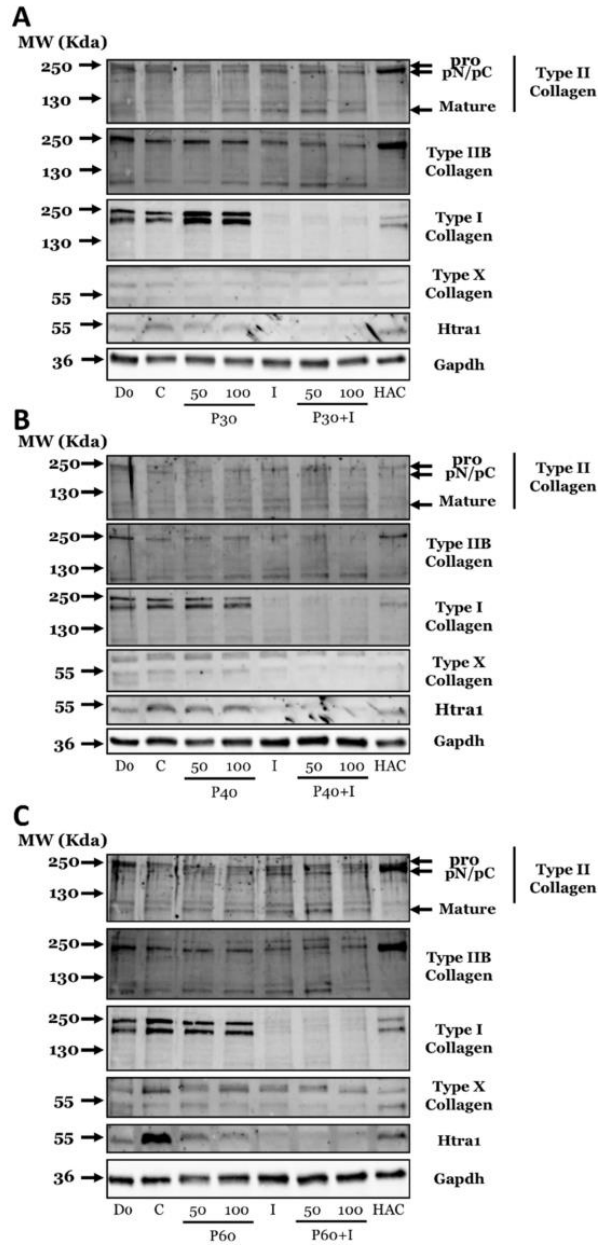 A
MW (Kda)
250
130
pro
pN/pC
Mature
Type II
Collagen
250
130
Type IIB
Collagen
250
130
Type I
Collagen
55
Type X
Collagen
55
Htra1
36
Gapdh
D0 C 50 100 I 50 100 HAC
P30 P30+I
B
MW (Kda)
250
130
pro
pN/pC
Mature
Type II
Collagen
250
130
Type IIB
Collagen
250
130
Type I
Collagen
55
Type X
Collagen
55
Htra1
36
Gapdh
D0 C 50 100 I 50 100 HAC
P40 P40+I
C
MW (Kda)
250
130
pro
pN/pC
Mature
Type II
Collagen
250
130
Type IIB
Collagen
250
130
Type I
Collagen
55
Type X
Collagen
55
Htra1
36
Gapdh
D0 C 50 100 I 50 100 HAC
P60 P60+I